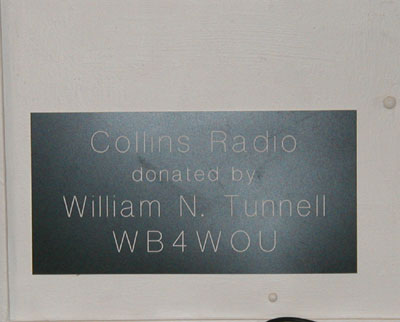 Collins Radio
donated by
William N. Tunnell
WB4WOU